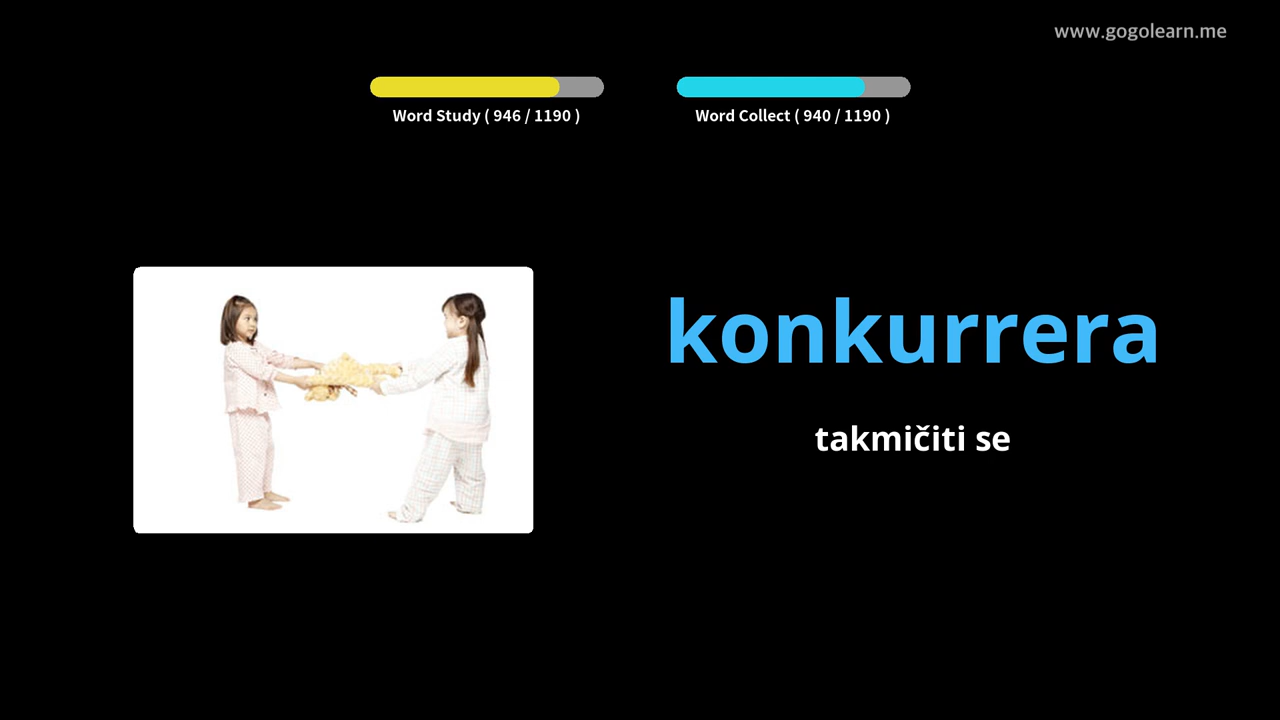 www.gogolearn.me
Word Study ( 946 / 1190 )
Word Collect ( 940 / 1190 )
konkurrera
takmičiti se